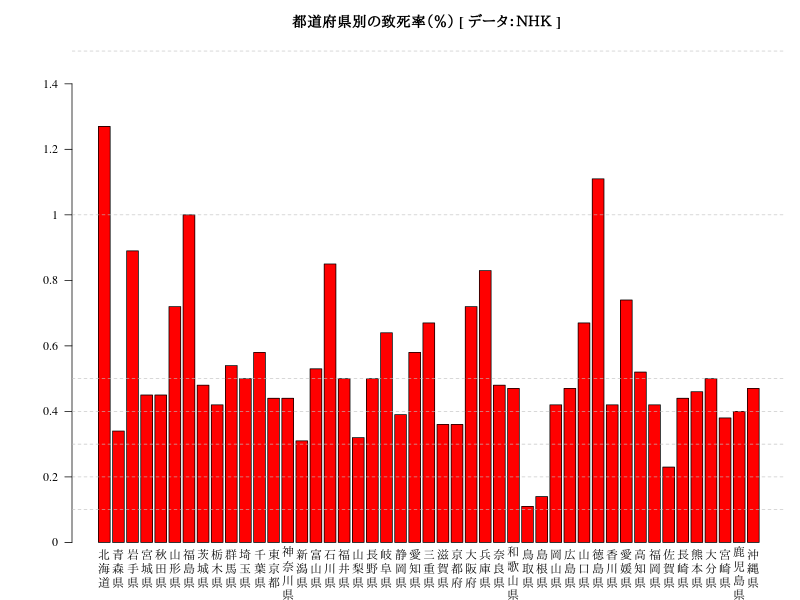 都道府県別の致死率(%) [ データ:NHK ]
1.4
1.2
1
0.8
0.6
0.4
0.2
0
北海道
青森県
岩手県
宮城県
秋田県
山形県
福島県
茨城県
栃木県
群馬県
埼玉県
千葉県
東京都
神奈川県
新潟県
富山県
石川県
福井県
山梨県
長野県
岐阜県
静岡県
愛知県
三重県
滋賀県
京都府
大阪府
兵庫県
奈良県
和歌山県
鳥取県
島根県
岡山県
広島県
山口県
徳島県
香川県
愛媛県
高知県
福岡県
佐賀県
長崎県
熊本県
大分県
宮崎県
鹿児島県
沖縄県